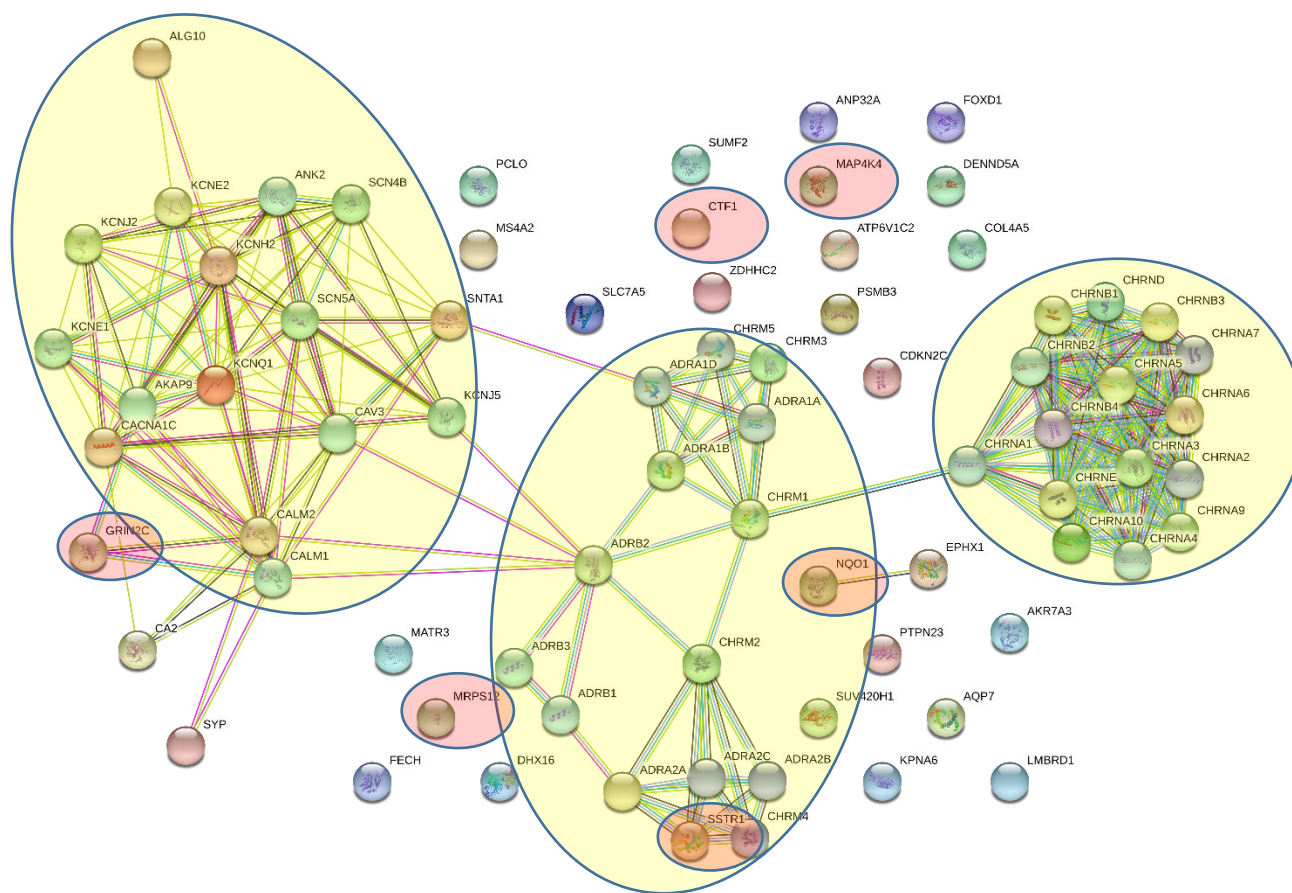 ALG10
ANP32A
FOXD1
SUMF2
PCLO
MAP4K4
DENND5A
KCNE2
ANK2
SCN4B
CTF1
KCNJ2
MS4A2
ATP6V1C2
COL4A5
KCNH2
ZDHHC2
CHRND
CHRNB1
CHRNB3
SLC7A5
PSMB3
SCN5A
SNTA1
CHRNA7
KCNE1
CHRM5
CHRM3
CHRNB2
CHRNA5
KCNQ1
ADRA1D
CDKN2C
CHRNA6
AKAP9
KCNJ5
ADRA1A
CHRNB4
CACNA1C
CAV3
CHRNA1
CHRNA3
ADRA1B
CHRNA2
CHRNE
CHRM1
CHRNA9
CALM2
CHRNA10
GRIN2C
ADRB2
CHRNA4
CALM1
NQO1
EPHX1
CA2
MATR3
AKR7A3
ADRB3
CHRM2
PTPN23
MRPS12
ADRB1
SUV420H1
AQP7
SYP
FECH
DHX16
ADRA2A
ADRA2C
ADRA2B
KPNA6
LMBRD1
SSTR1
CHRM4